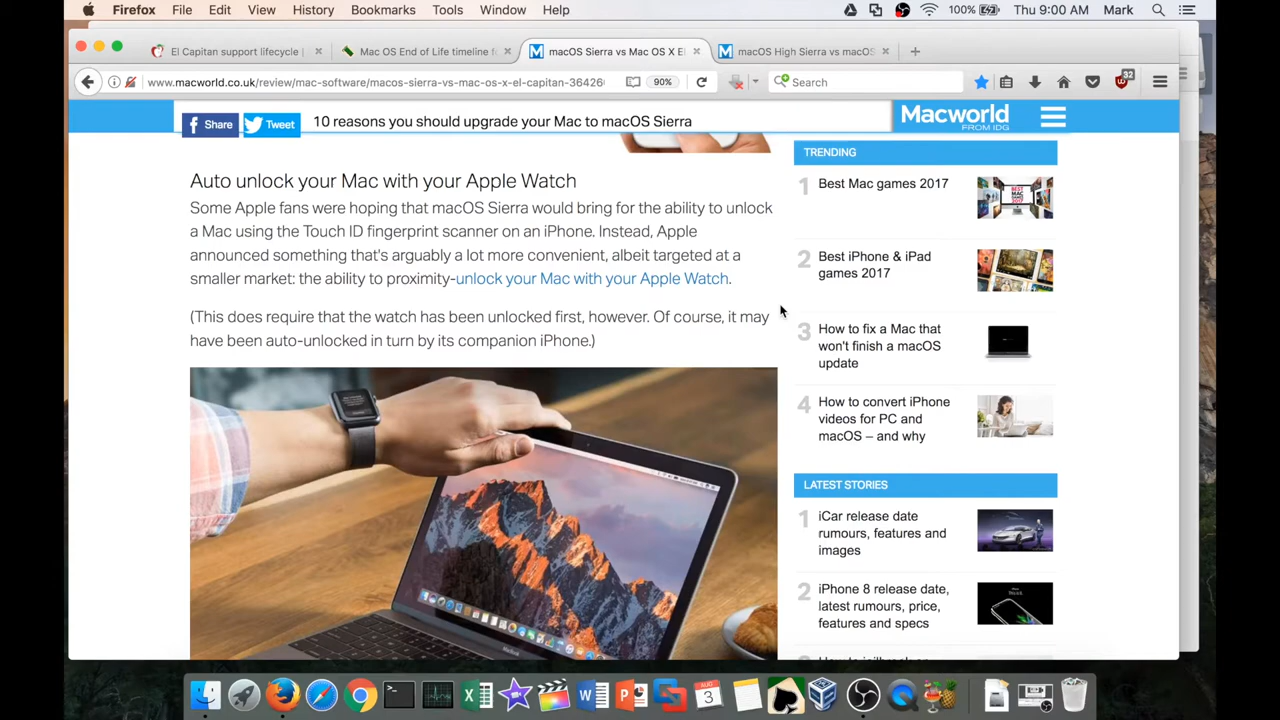 Firefox File Edit View History Bookmarks Tools Window Help 100% Thu 9:00 AM Mark
El Capitan support lifecycle Mac OS End of Life timeline fo macOS Sierra vs Mac OS X E macOS High Sierra vs macOS
www.macworld.co.uk/review/mac-software/macos-sierra-vs-mac-os-x-el-capitan-36426 90% Search 32
Share Tweet 10 reasons you should upgrade your Mac to macOS Sierra Macworld
FROM IDG
Auto unlock your Mac with your Apple Watch
Some Apple fans were hoping that macOS Sierra would bring for the ability to unlock
a Mac using the Touch ID fingerprint scanner on an iPhone. Instead, Apple
announced something that's arguably a lot more convenient, albeit targeted at a
smaller market: the ability to proximity-unlock your Mac with your Apple Watch.
(This does require that the watch has been unlocked first, however. Of course, it may
have been auto-unlocked in turn by its companion iPhone.)
TRENDING
1 Best Mac games 2017
2 Best iPhone & iPad
games 2017
3 How to fix a Mac that
won't finish a macOS
update
4 How to convert iPhone
videos for PC and
macOS – and why
LATEST STORIES
1 iCar release date
rumours, features and
images
2 iPhone 8 release date,
latest rumours, price,
features and specs
AUG
3